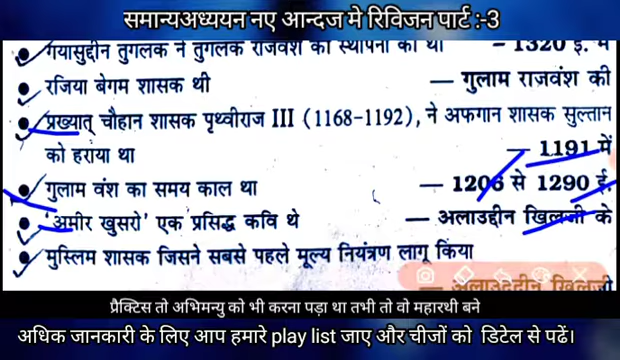 समान्यअध्ययन नए आन्दज मे रिविजन पार्ट :-3
गयासुद्दीन तुगलक ने तुगलक राजवंश की स्थापना की थी – 1320 ई. में
रजिया बेगम शासक थी — गुलाम राजवंश की
प्रख्यात् चौहान शासक पृथ्वीराज III (1168-1192), ने अफगान शासक सुल्तान
को हराया था — 1191 में
गुलाम वंश का समय काल था — 1206 से 1290 ई.
'अमीर खुसरो' एक प्रसिद्ध कवि थे — अलाउद्दीन खिलजी के
मुस्लिम शासक जिसने सबसे पहले मूल्य नियंत्रण लागू किया
— अलाउद्दीन खिलजी
प्रैक्टिस तो अभिमन्यु को भी करना पड़ा था तभी तो वो महारथी बने
अधिक जानकारी के लिए आप हमारे play list जाए और चीजों को डिटेल से पढें।